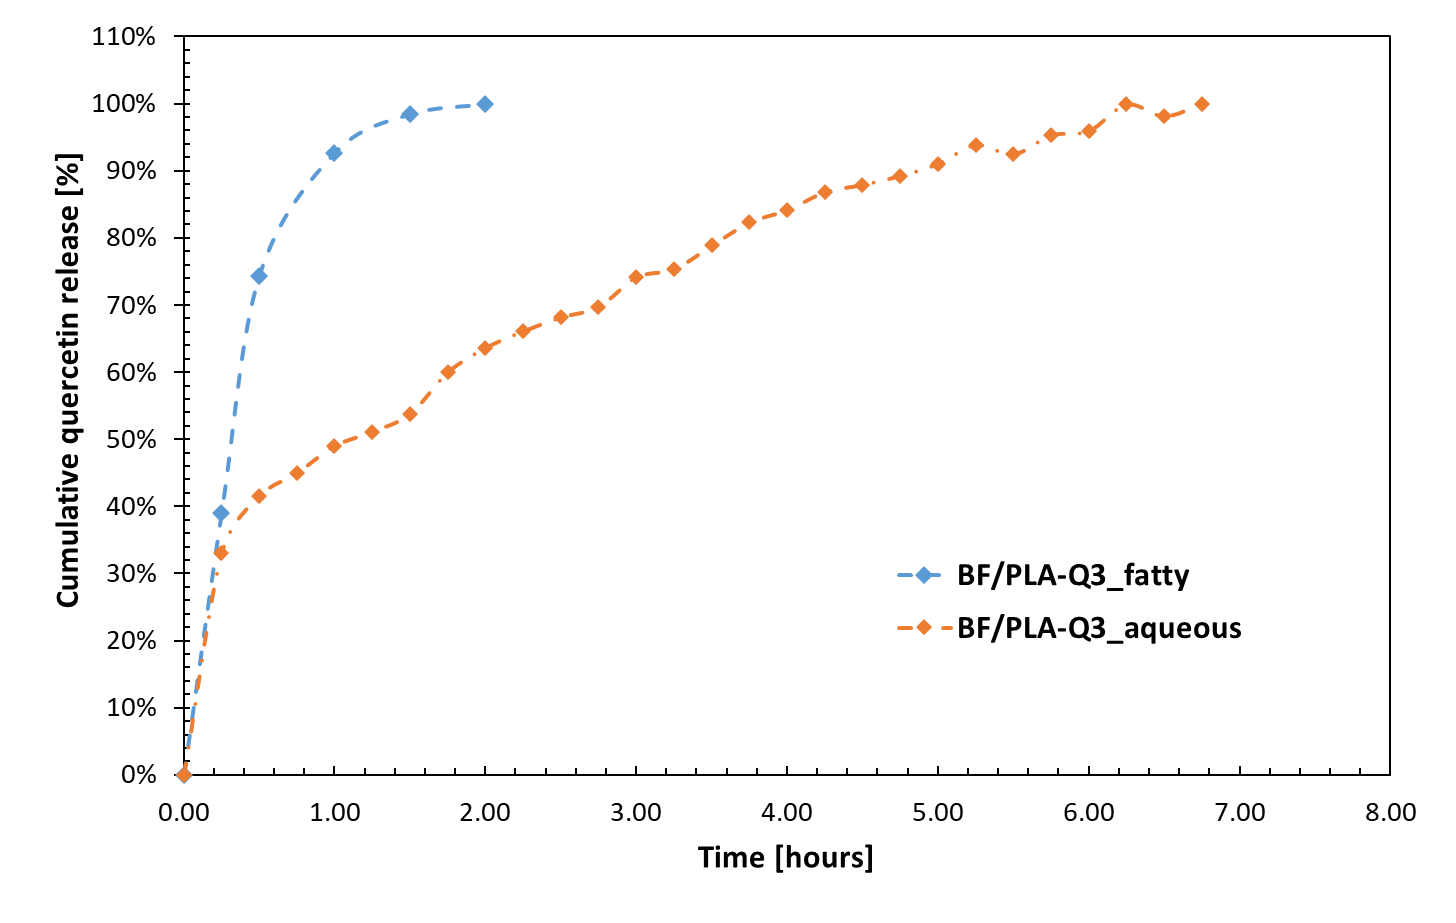 110%
100%
90%
80%
70%
60%
50%
40%
30%
20%
10%
0%
Cumulative quercetin release [%]
BF/PLA-Q3_fatty
BF/PLA-Q3_aqueous
0.00 1.00 2.00 3.00 4.00 5.00 6.00 7.00 8.00
Time [hours]